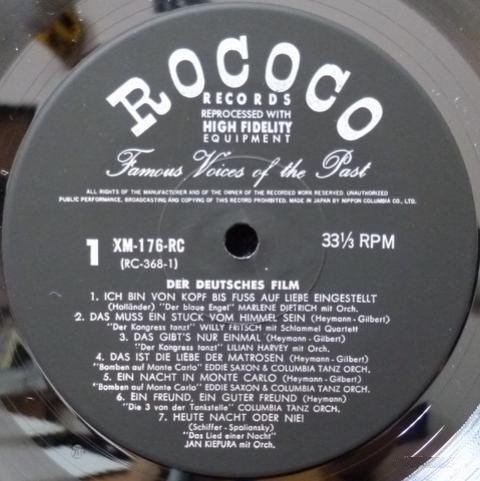 ROCOCO
RECORDS
REPROCESSED WITH
HIGH FIDELITY
EQUIPMENT
Famous Voices of the Past
ALL RIGHTS OF THE MANUFACTURER AND OF THE OWNER OF THE RECORDED WORK RESERVED. UNAUTHORIZED
PUBLIC PERFORMANCE, BROADCASTING AND COPYING OF THIS RECORD PROHIBITED. MADE IN JAPAN BY NIPPON COLUMBIA CO., LTD.
1 XM-176-RC 33⅓ RPM
(RC-368-1)
DER DEUTSCHES FILM
1. ICH BIN VON KOPF BIS FUSS AUF LIEBE EINGESTELLT
(Holländer) "Der blaue Engel" MARLENE DIETRICH mit Orch.
2. DAS MUSS EIN STUCK VOM HIMMEL SEIN (Heymann-Gilbert)
"Der Kongress tanzt" WILLY FRITSCH mit Schlammel Quartett
3. DAS GIBT'S NUR EINMAL (Heymann-Gilbert)
"Der Kongress tanzt" LILIAN HARVEY mit Orch.
4. DAS IST DIE LIEBE DER MATROSEN (Heymann-Gilbert)
"Bomben auf Monte Carlo" EDDIE SAXON & COLUMBIA TANZ ORCH.
5. EIN NACHT IN MONTE CARLO (Heymann-Gilbert)
"Bomben auf Monte Carlo" EDDIE SAXON & COLUMBIA TANZ ORCH.
6. EIN FREUND, EIN GUTER FREUND (Heymann)
"Die 3 von der Tankstelle" COLUMBIA TANZ ORCH.
7. HEUTE NACHT ODER NIE!
(Schiffer-Spoliansky)
"Das Lied einer Nacht"
JAN KIEPURA mit Orch.